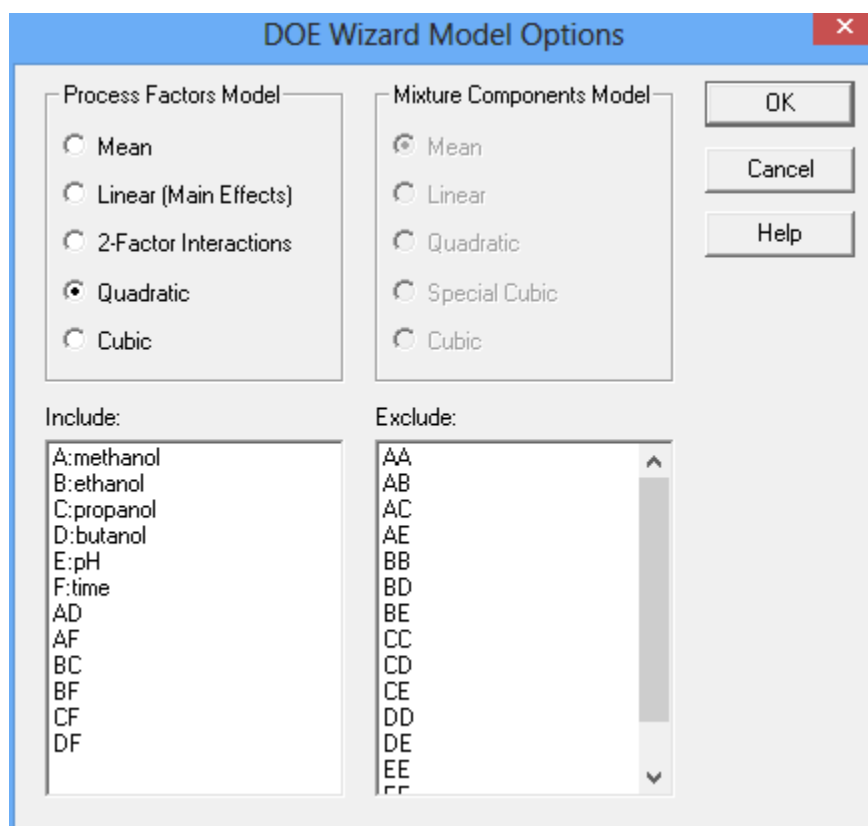 DOE Wizard Model Options
Process Factors Model
Mean
Linear (Main Effects)
2-Factor Interactions
Quadratic
Cubic
Mixture Components Model
Mean
Linear
Quadratic
Special Cubic
Cubic
OK
Cancel
Help
Include:
A:methanol
B:ethanol
C:propanol
D:butanol
E:pH
F:time
AD
AF
BC
BF
CF
DF
Exclude:
AA
AB
AC
AE
BB
BD
BE
CC
CD
CE
DD
DE
EE